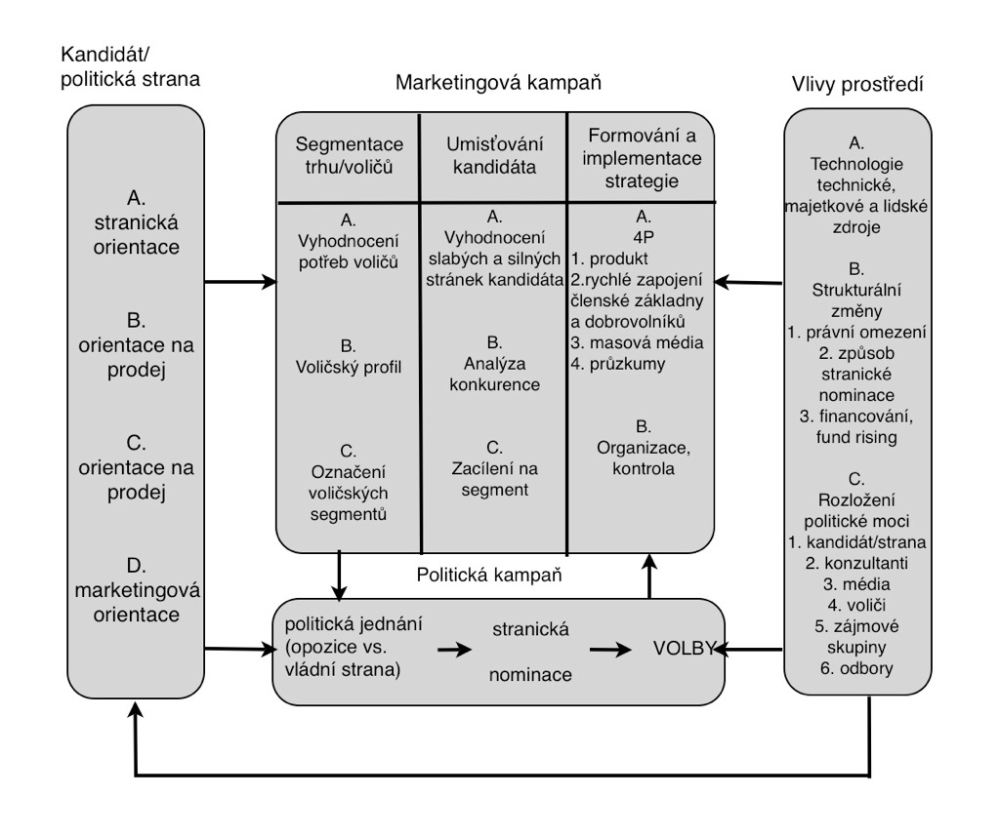 Kandidát/
politická strana
A.
stranická
orientace
B.
orientace na
prodej
C.
orientace na
prodej
D.
marketingová
orientace
Marketingová kampaň
Segmentace
trhu/voličů
A.
Vyhodnocení
potřeb voličů
B.
Voličský profil
C.
Označení
voličských
segmentů
Umisťování
kandidáta
A.
Vyhodnocení
slabých a silných
stránek kandidáta
B.
Analýza
konkurence
C.
Zacílení na
segment
Formování a
implementace
strategie
A.
4P
1. produkt
2.rychlé zapojení
členské základny
a dobrovolníků
3. masová média
4. průzkumy
B.
Organizace,
kontrola
Politická kampaň
politická jednání
(opozice vs.
vládní strana)
stranická
nominace
VOLBY
Vlivy prostředí
A.
Technologie
technické,
majetkové a lidské
zdroje
B.
Strukturální
změny
1. právní omezení
2. způsob
stranické
nominace
3. financování,
fund rising
C.
Rozložení
politické moci
1. kandidát/strana
2. konzultanti
3. média
4. voliči
5. zájmové
skupiny
6. odbory